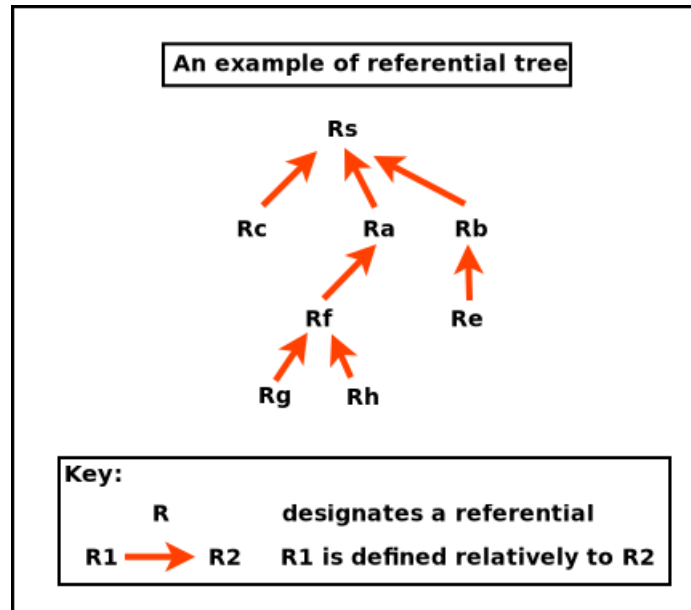 An example of referential tree
Rs
Rc Ra Rb
Rf Re
Rg Rh
Key:
R designates a referential
R1 R2 R1 is defined relatively to R2